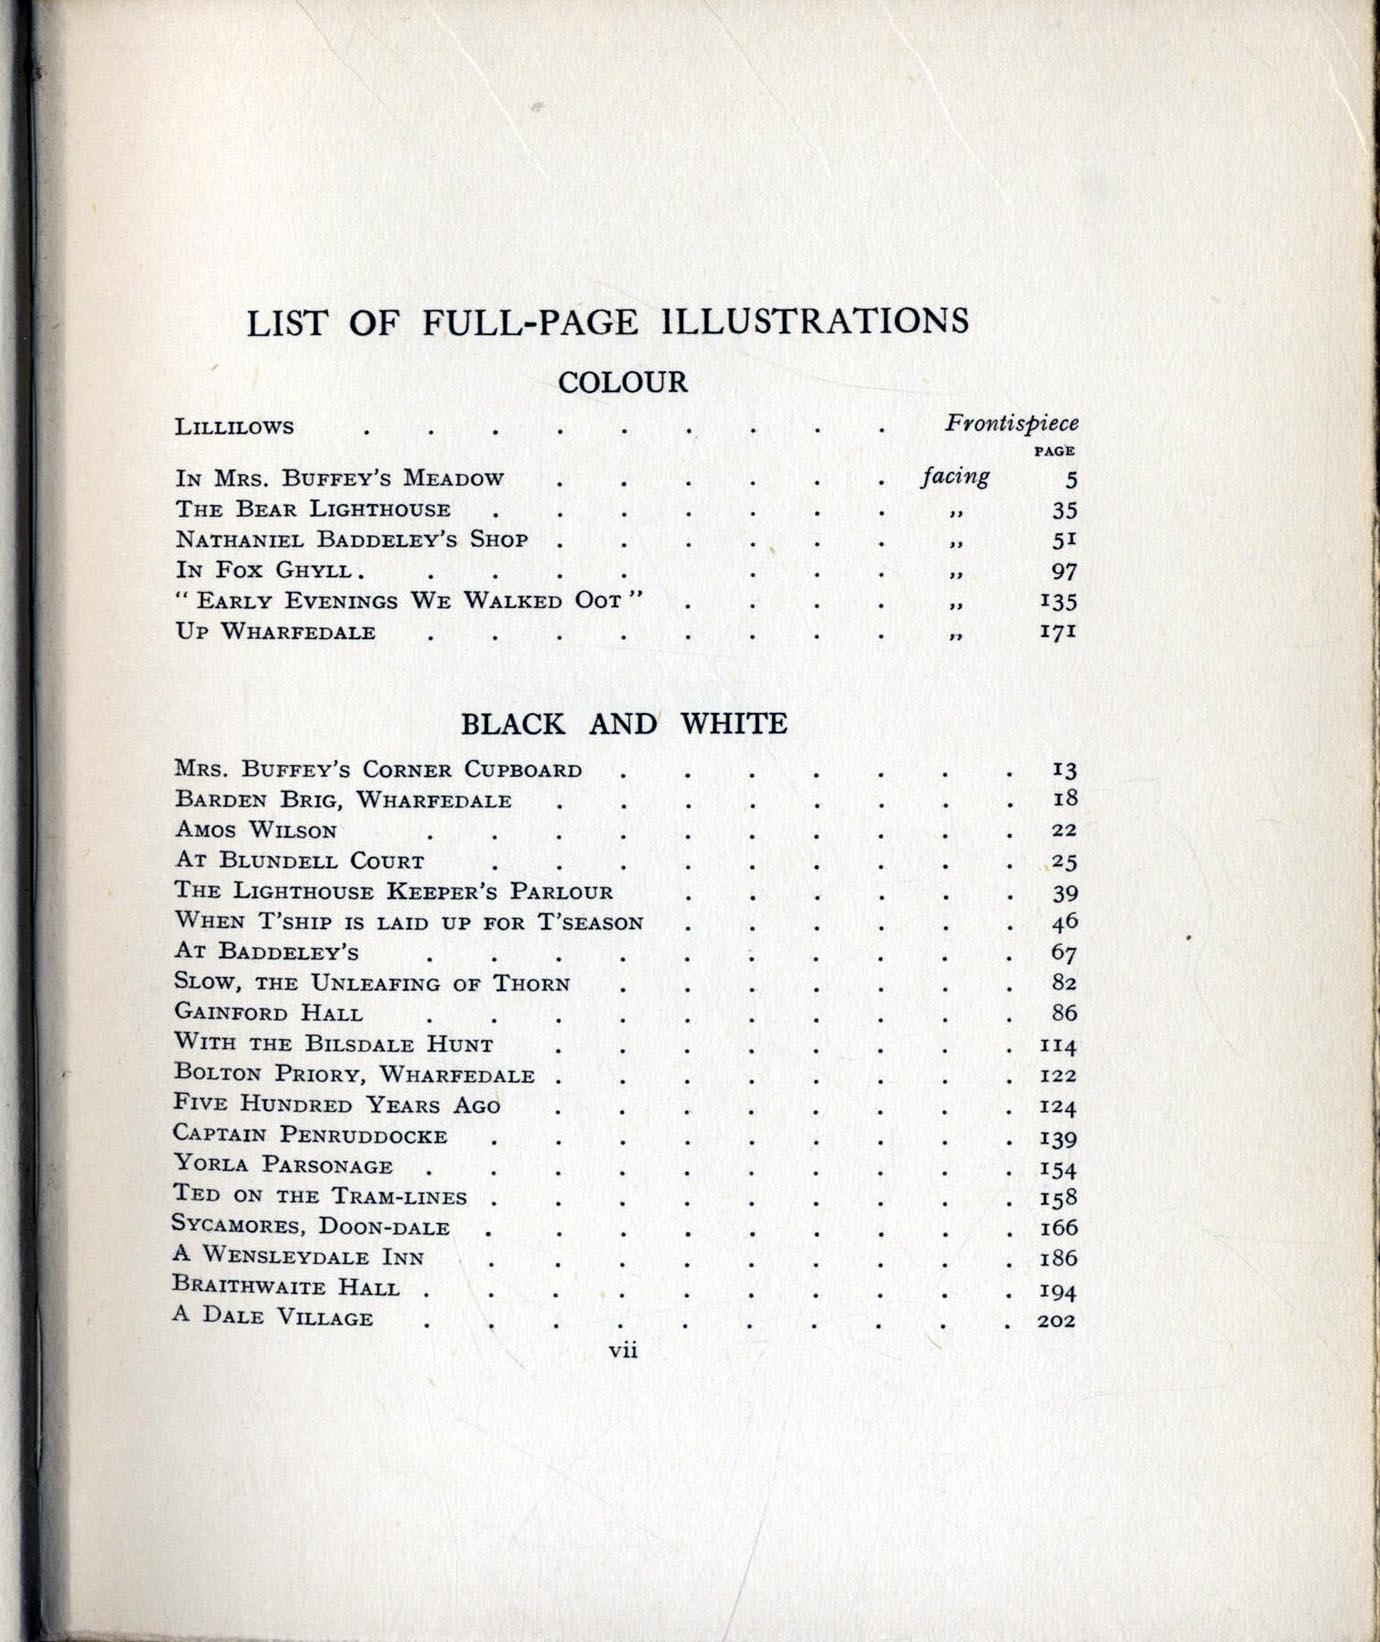 LIST OF FULL-PAGE ILLUSTRATIONS
COLOUR
LILLILOWS . . . . . . . . . Frontispiece
PAGE
IN MRS. BUFFEY'S MEADOW . . . . . . facing 5
THE BEAR LIGHTHOUSE . . . . . . . ,, 35
NATHANIEL BADDELEY'S SHOP . . . . . . ,, 51
IN FOX GHYLL . . . . . . . . ,, 97
" EARLY EVENINGS WE WALKED OOT " . . . . ,, 135
UP WHARFEDALE . . . . . . . . ,, 171
BLACK AND WHITE
MRS. BUFFEY'S CORNER CUPBOARD . . . . . . . 13
BARDEN BRIG, WHARFEDALE . . . . . . . . 18
AMOS WILSON . . . . . . . . . . 22
AT BLUNDELL COURT . . . . . . . . . 25
THE LIGHTHOUSE KEEPER'S PARLOUR . . . . . . 39
WHEN T'SHIP IS LAID UP FOR T'SEASON . . . . . . 46
AT BADDELEY'S . . . . . . . . . . 67
SLOW, THE UNLEAFING OF THORN . . . . . . . 82
GAINFORD HALL . . . . . . . . . . 86
WITH THE BILSDALE HUNT . . . . . . . . 114
BOLTON PRIORY, WHARFEDALE . . . . . . . . 122
FIVE HUNDRED YEARS AGO . . . . . . . . 124
CAPTAIN PENRUDDOCKE . . . . . . . . . 139
YORLA PARSONAGE . . . . . . . . . . 154
TED ON THE TRAM-LINES . . . . . . . . . 158
SYCAMORES, DOON-DALE . . . . . . . . . 166
A WENSLEYDALE INN . . . . . . . . . 186
BRAITHWAITE HALL . . . . . . . . . . 194
A DALE VILLAGE . . . . . . . . . . 202
vii